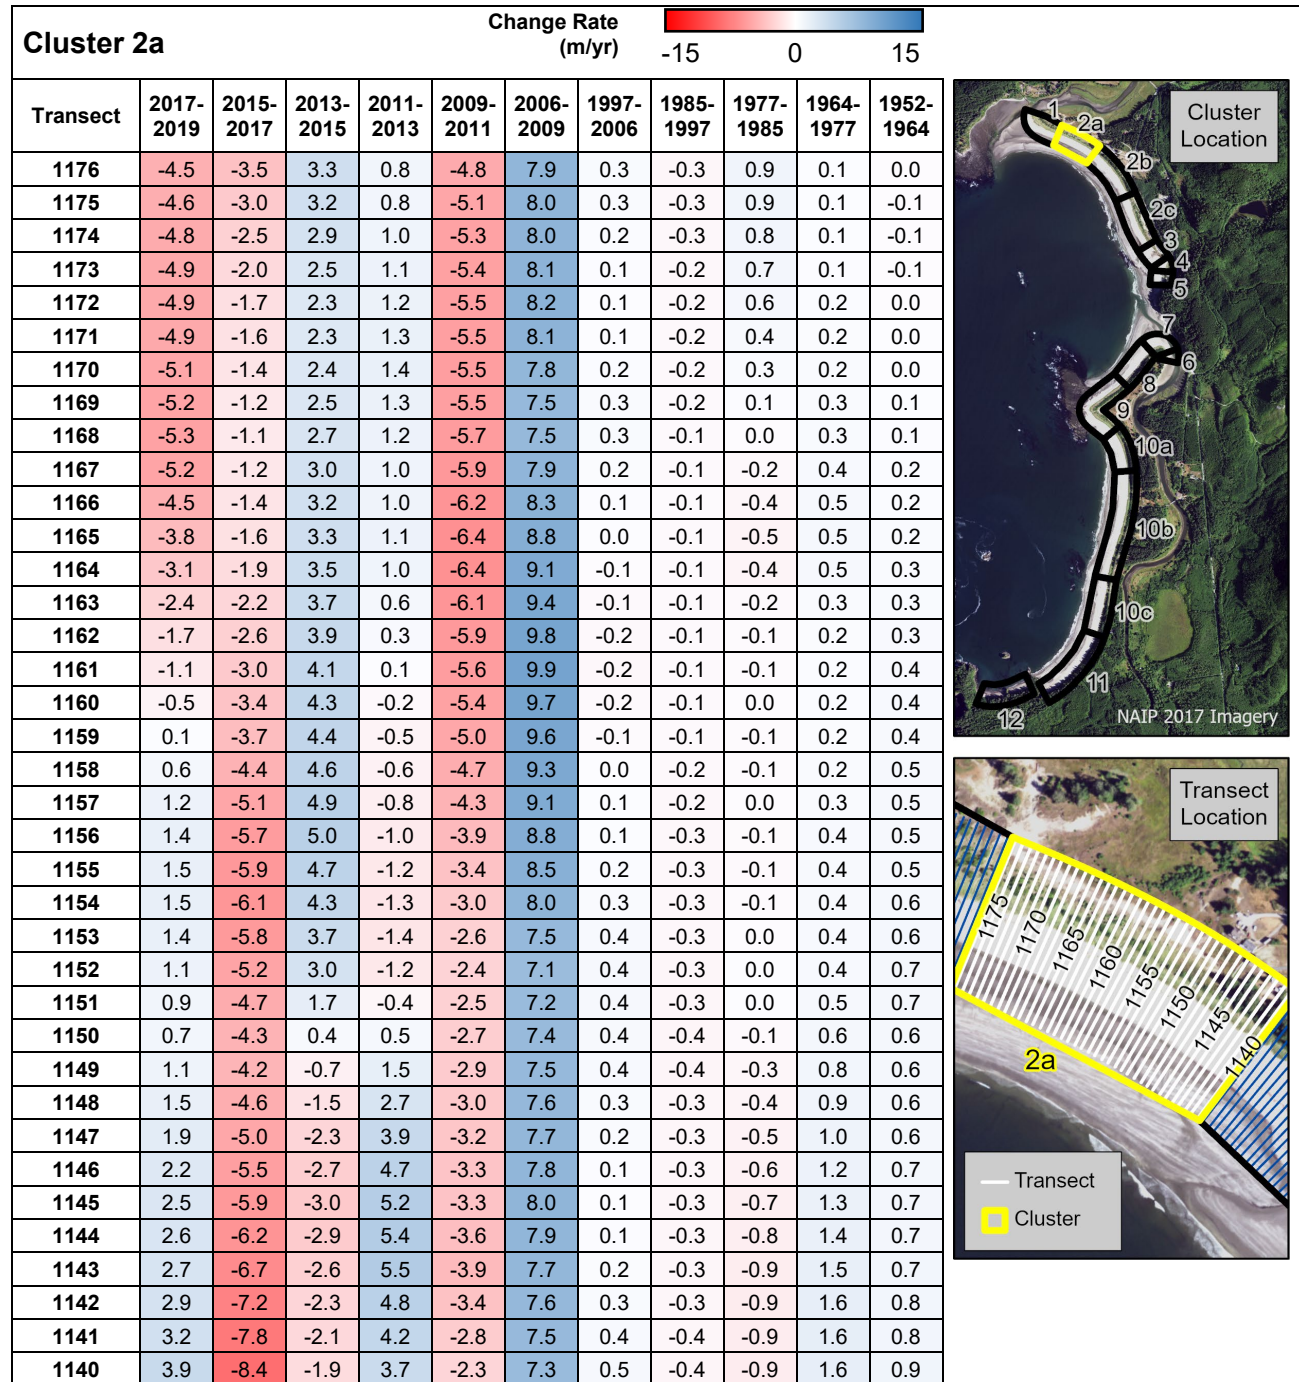 Cluster 2a
Change Rate
(m/yr)
-15 0 15
Transect 2017-2019 2015-2017 2013-2015 2011-2013 2009-2011 2006-2009 1997-2006 1985-1997 1977-1985 1964-1977 1952-1964
1176 -4.5 -3.5 3.3 0.8 -4.8 7.9 0.3 -0.3 0.9 0.1 0.0
1175 -4.6 -3.0 3.2 0.8 -5.1 8.0 0.3 -0.3 0.9 0.1 -0.1
1174 -4.8 -2.5 2.9 1.0 -5.3 8.0 0.2 -0.3 0.8 0.1 -0.1
1173 -4.9 -2.0 2.5 1.1 -5.4 8.1 0.1 -0.2 0.7 0.1 -0.1
1172 -4.9 -1.7 2.3 1.2 -5.5 8.2 0.1 -0.2 0.6 0.2 0.0
1171 -4.9 -1.6 2.3 1.3 -5.5 8.1 0.1 -0.2 0.4 0.2 0.0
1170 -5.1 -1.4 2.4 1.4 -5.5 7.8 0.2 -0.2 0.3 0.2 0.0
1169 -5.2 -1.2 2.5 1.3 -5.5 7.5 0.3 -0.2 0.1 0.3 0.1
1168 -5.3 -1.1 2.7 1.2 -5.7 7.5 0.3 -0.1 0.0 0.3 0.1
1167 -5.2 -1.2 3.0 1.0 -5.9 7.9 0.2 -0.1 -0.2 0.4 0.2
1166 -4.5 -1.4 3.2 1.0 -6.2 8.3 0.1 -0.1 -0.4 0.5 0.2
1165 -3.8 -1.6 3.3 1.1 -6.4 8.8 0.0 -0.1 -0.5 0.5 0.2
1164 -3.1 -1.9 3.5 1.0 -6.4 9.1 -0.1 -0.1 -0.4 0.5 0.3
1163 -2.4 -2.2 3.7 0.6 -6.1 9.4 -0.1 -0.1 -0.2 0.3 0.3
1162 -1.7 -2.6 3.9 0.3 -5.9 9.8 -0.2 -0.1 -0.1 0.2 0.3
1161 -1.1 -3.0 4.1 0.1 -5.6 9.9 -0.2 -0.1 -0.1 0.2 0.4
1160 -0.5 -3.4 4.3 -0.2 -5.4 9.7 -0.2 -0.1 0.0 0.2 0.4
1159 0.1 -3.7 4.4 -0.5 -5.0 9.6 -0.1 -0.1 -0.1 0.2 0.4
1158 0.6 -4.4 4.6 -0.6 -4.7 9.3 0.0 -0.2 -0.1 0.2 0.5
1157 1.2 -5.1 4.9 -0.8 -4.3 9.1 0.1 -0.2 0.0 0.3 0.5
1156 1.4 -5.7 5.0 -1.0 -3.9 8.8 0.1 -0.3 -0.1 0.4 0.5
1155 1.5 -5.9 4.7 -1.2 -3.4 8.5 0.2 -0.3 -0.1 0.4 0.5
1154 1.5 -6.1 4.3 -1.3 -3.0 8.0 0.3 -0.3 -0.1 0.4 0.6
1153 1.4 -5.8 3.7 -1.4 -2.6 7.5 0.4 -0.3 0.0 0.4 0.6
1152 1.1 -5.2 3.0 -1.2 -2.4 7.1 0.4 -0.3 0.0 0.4 0.7
1151 0.9 -4.7 1.7 -0.4 -2.5 7.2 0.4 -0.3 0.0 0.5 0.7
1150 0.7 -4.3 0.4 0.5 -2.7 7.4 0.4 -0.4 -0.1 0.6 0.6
1149 1.1 -4.2 -0.7 1.5 -2.9 7.5 0.4 -0.4 -0.3 0.8 0.6
1148 1.5 -4.6 -1.5 2.7 -3.0 7.6 0.3 -0.3 -0.4 0.9 0.6
1147 1.9 -5.0 -2.3 3.9 -3.2 7.7 0.2 -0.3 -0.5 1.0 0.6
1146 2.2 -5.5 -2.7 4.7 -3.3 7.8 0.1 -0.3 -0.6 1.2 0.7
1145 2.5 -5.9 -3.0 5.2 -3.3 8.0 0.1 -0.3 -0.7 1.3 0.7
1144 2.6 -6.2 -2.9 5.4 -3.6 7.9 0.1 -0.3 -0.8 1.4 0.7
1143 2.7 -6.7 -2.6 5.5 -3.9 7.7 0.2 -0.3 -0.9 1.5 0.7
1142 2.9 -7.2 -2.3 4.8 -3.4 7.6 0.3 -0.3 -0.9 1.6 0.8
1141 3.2 -7.8 -2.1 4.2 -2.8 7.5 0.4 -0.4 -0.9 1.6 0.8
1140 3.9 -8.4 -1.9 3.7 -2.3 7.3 0.5 -0.4 -0.9 1.6 0.9
Cluster
Location
1
2a
2b
2c
3
4
5
7
6
8
9
10a
10b
10c
11
12
NAIP 2017 Imagery
Transect
Location
1175
1170
1165
1160
1155
1150
1145
1140
2a
Transect
Cluster